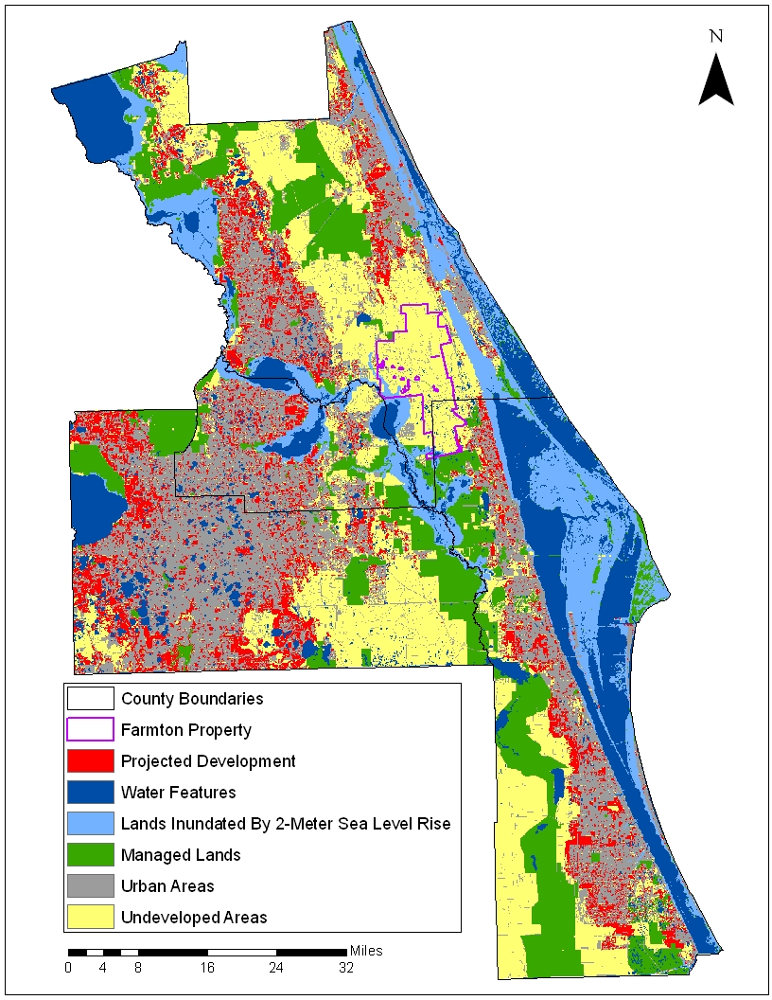 N
County Boundaries
Farmton Property
Projected Development
Water Features
Lands Inundated By 2-Meter Sea Level Rise
Managed Lands
Urban Areas
Undeveloped Areas
Miles
0 4 8 16 24 32